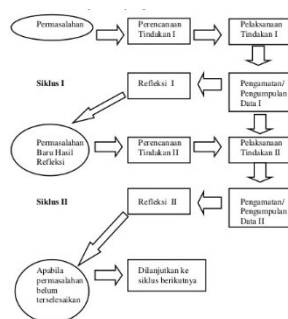 Permasalahan
Perencanaan
Tindakan I
Pelaksanaan
Tindakan I
Siklus I
Refleksi I
Pengamatan/
Pengumpulan
Data I
Permasalahan
Baru Hasil
Refleksi
Perencanaan
Tindakan II
Pelaksanaan
Tindakan II
Siklus II
Refleksi II
Pengamatan/
Pengumpulan
Data II
Apabila
permasalahan
belum
terselesaikan
Dilanjutkan ke
siklus berikutnya